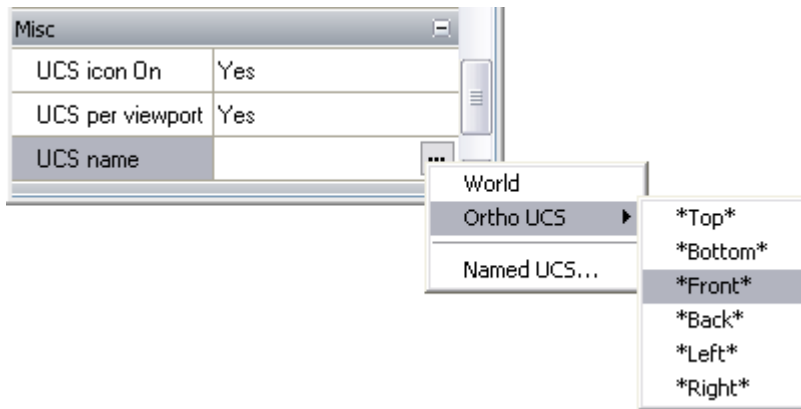 Misc
UCS icon On Yes
UCS per viewport Yes
UCS name ...
World
Ortho UCS
Named UCS...
*Top*
*Bottom*
*Front*
*Back*
*Left*
*Right*